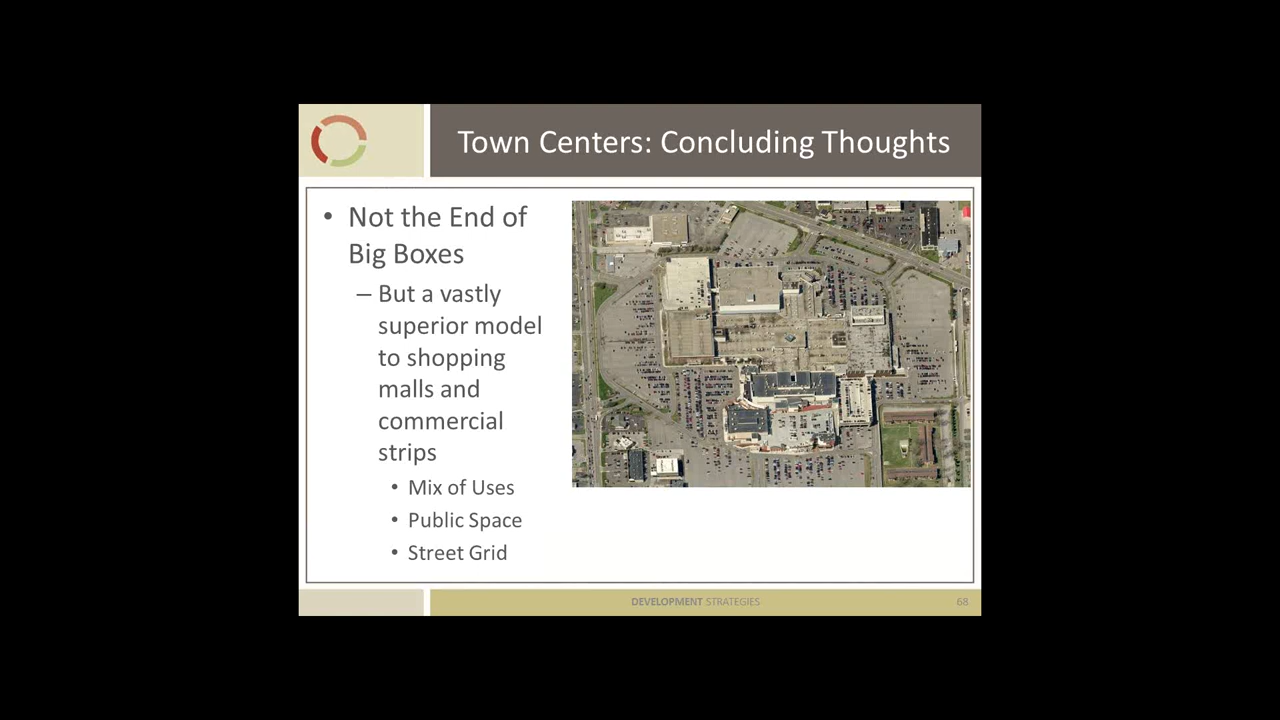 Town Centers: Concluding Thoughts
• Not the End of
Big Boxes
– But a vastly
superior model
to shopping
malls and
commercial
strips
• Mix of Uses
• Public Space
• Street Grid
DEVELOPMENT STRATEGIES
68